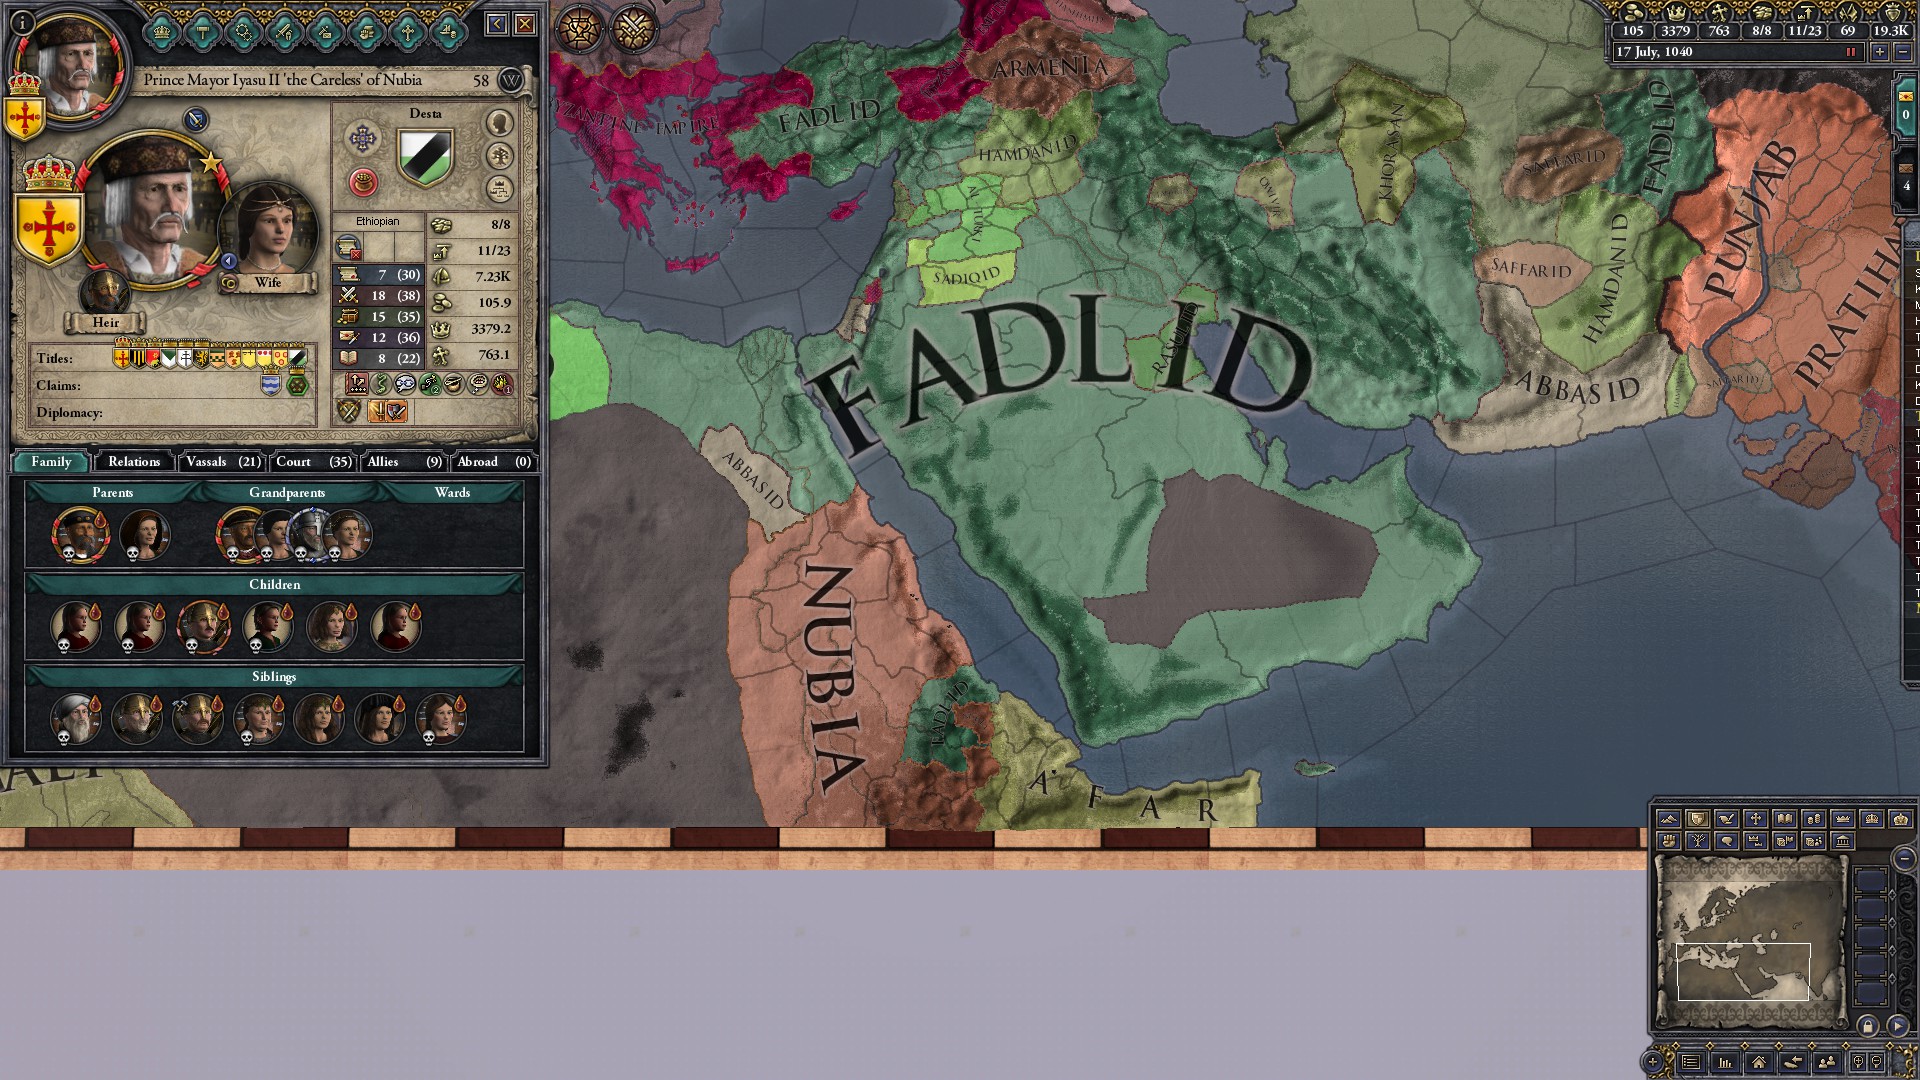 Prince Mayor Iyasu II 'the Careless' of Nubia 58
Desta
Wife
Heir
Ethiopian
8/8
11/23
7 (30)
7.23K
18 (38)
105.9
15 (35)
3379.2
12 (36)
763.1
8 (22)
Titles:
Claims:
Diplomacy:
Family Relations Vassals (21) Court (35) Allies (9) Abroad (0)
Parents Grandparents Wards
Children
Siblings
105 3379 763 8/8 11/23 69 19.3K
17 July, 1040
0
4
BYZANTINE EMPIRE
FADLID
ARMENIA
HAMDANID
SADIQID
KHORASAN
SAFFARID
FADLID
PUNJAB
PRATIHA
SAFFARID
HAMDANID
ABBASID
FADLID
RASULID
ABBASID
NUBIA
FADLID
AFAR